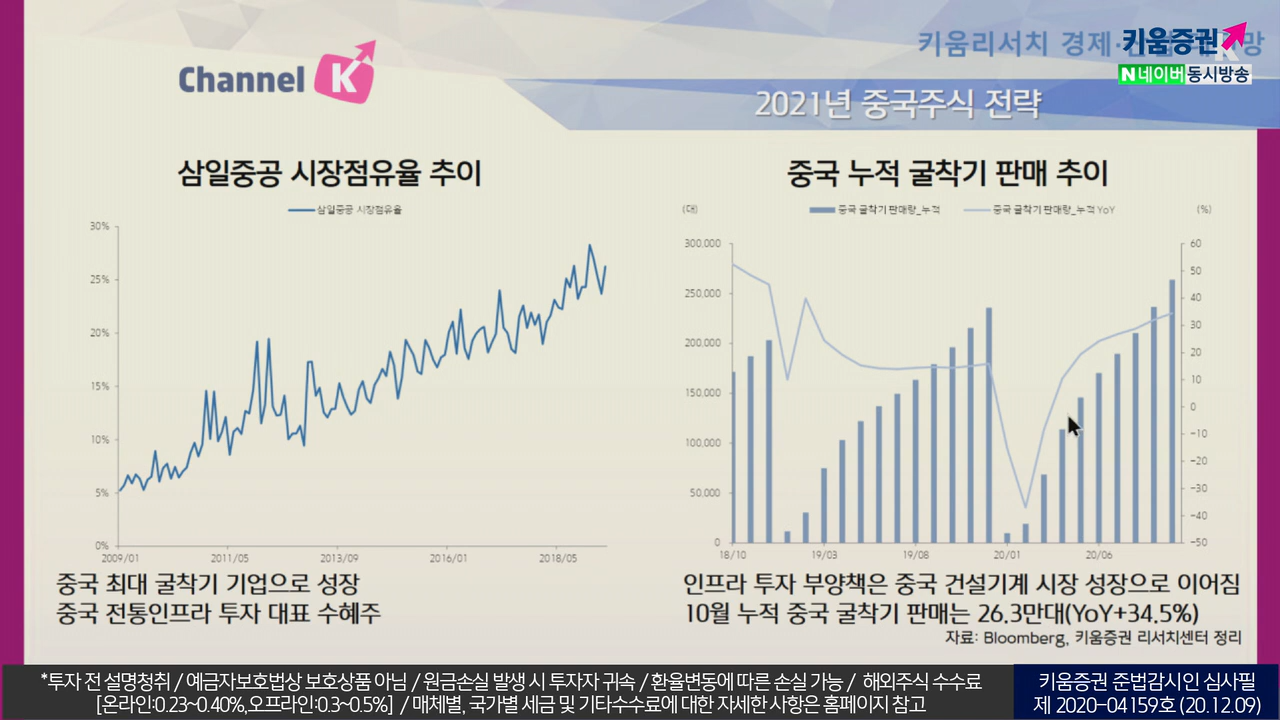 키움리서치 경제·
키움증권
N네이버 동시방송
Channel K
2021년 중국주식 전략
삼일중공 시장점유율 추이
삼일중공 시장점유율
30%
25%
20%
15%
10%
5%
0%
2009/01 2011/05 2013/09 2016/01 2018/05
중국 최대 굴착기 기업으로 성장
중국 전통인프라 투자 대표 수혜주
중국 누적 굴착기 판매 추이
(대) 중국 굴착기 판매량_누적 중국 굴착기 판매량_누적 YoY (%)
300,000 60
50
250,000 40
30
200,000 20
150,000 10
0
100,000 -10
-20
50,000 -30
-40
0 -50
18/10 19/03 19/08 20/01 20/06
인프라 투자 부양책은 중국 건설기계 시장 성장으로 이어짐
10월 누적 중국 굴착기 판매는 26.3만대(YoY+34.5%)
자료: Bloomberg, 키움증권 리서치센터 정리
*투자 전 설명청취 / 예금자보호법상 보호상품 아님 / 원금손실 발생 시 투자자 귀속 / 환율변동에 따른 손실 가능 / 해외주식 수수료
[온라인:0.23~0.40%,오프라인:0.3~0.5%] / 매체별, 국가별 세금 및 기타수수료에 대한 자세한 사항은 홈페이지 참고
키움증권 준법감시인 심사필
제 2020-04159호 (20.12.09)